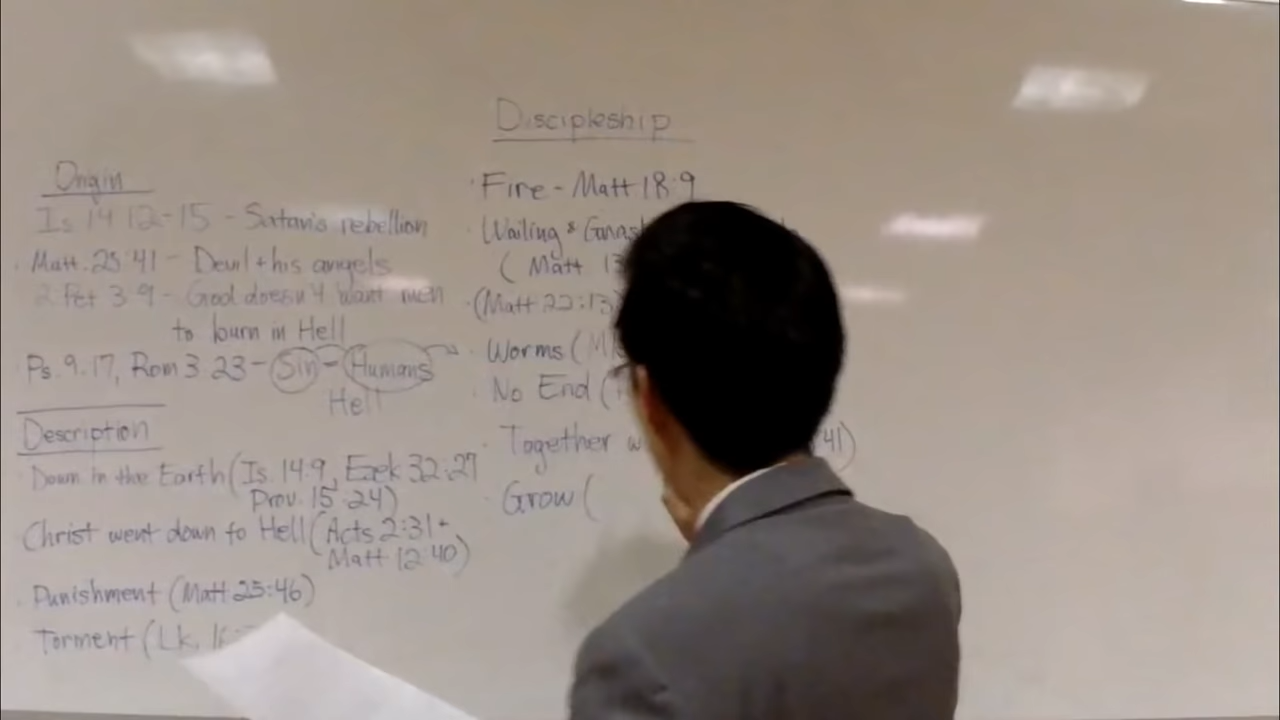 Discipleship
Origin
Is 14 12-15 - Satan's rebellion
Matt. 25:41 - Devil + his angels
2 Pet 3 9 - God doesn't want men
to burn in Hell
Ps. 9.17, Rom 3 23 - Sin - Humans
Hell
Description
Down in the Earth (Is. 14:9, Ezek 32:27
Prov. 15 24)
Christ went down to Hell (Acts 2:31 +
Matt 12:40)
Punishment (Matt 25:46)
Torment (Lk.
Fire - Matt 18:9
Wailing &
( Matt 13
(Matt 22:13
Worms (
No End (
Together 41)
Grow (